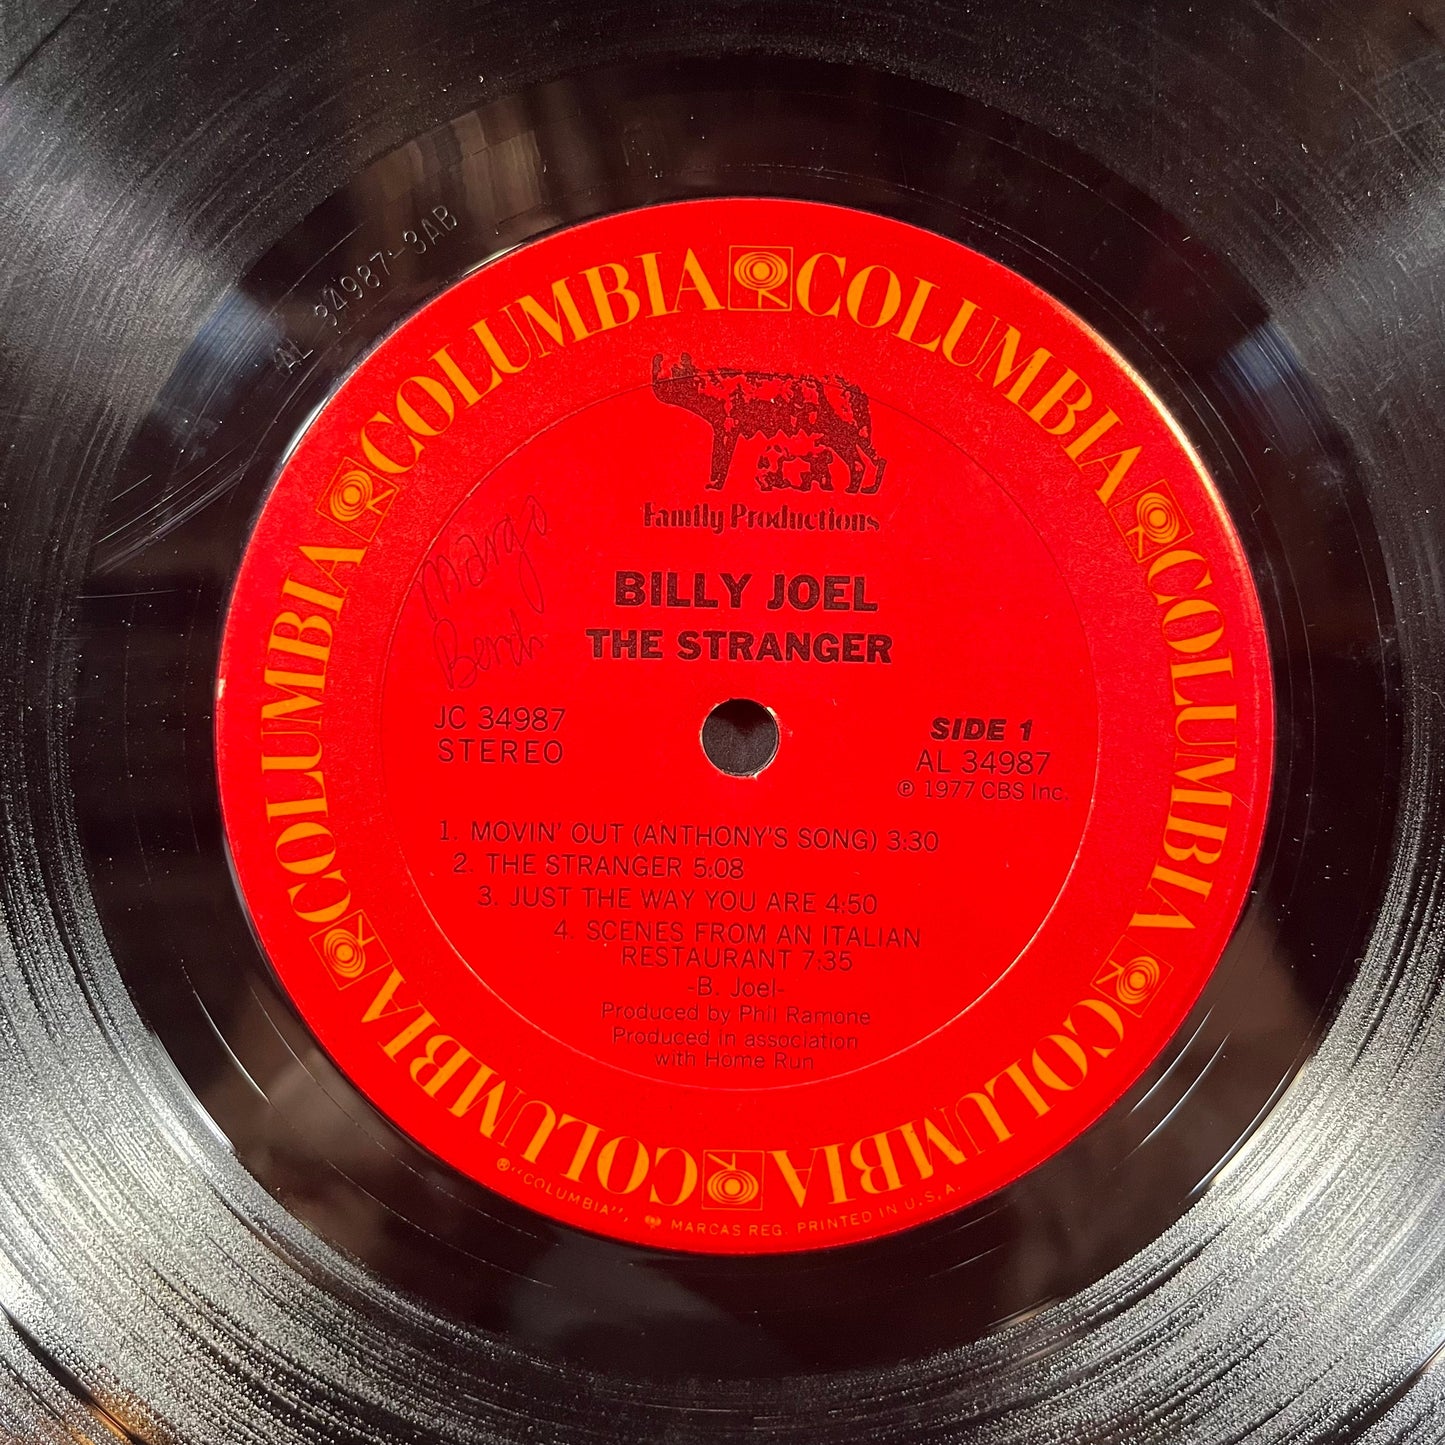 AL 34987-3AB
COLUMBIA COLUMBIA COLUMBIA COLUMBIA COLUMBIA COLUMBIA COLUMBIA COLUMBIA
Family Productions
Margo
BILLY JOEL
THE STRANGER
JC 34987
STEREO
SIDE 1
AL 34987
℗ 1977 CBS Inc.
1. MOVIN' OUT (ANTHONY'S SONG) 3:30
2. THE STRANGER 5:08
3. JUST THE WAY YOU ARE 4:50
4. SCENES FROM AN ITALIAN
RESTAURANT 7:35
-B. Joel-
Produced by Phil Ramone
Produced In association
with Home Run
® "COLUMBIA", MARCAS REG. PRINTED IN U.S.A.